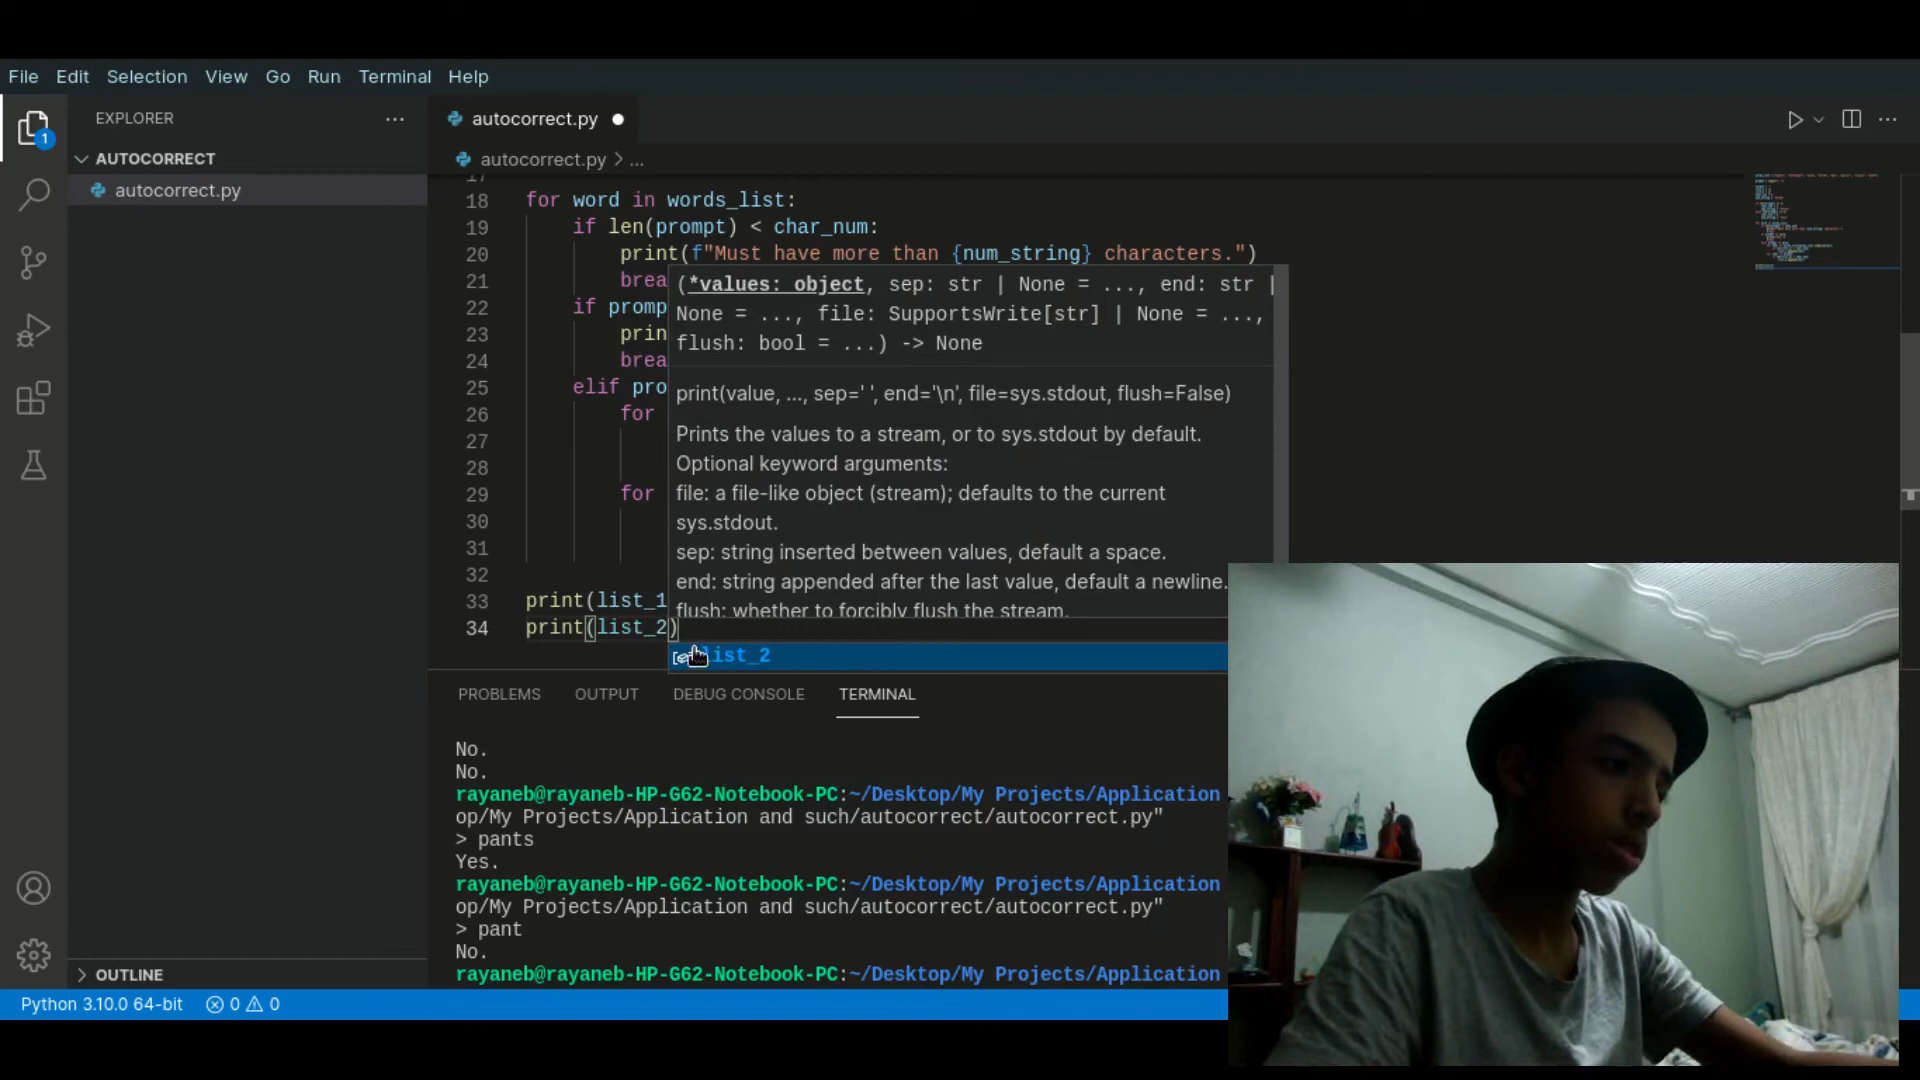 File Edit Selection View Go Run Terminal Help
EXPLORER ...
AUTOCORRECT
autocorrect.py
1
OUTLINE
autocorrect.py
autocorrect.py > ...
17
18 for word in words_list:
19 if len(prompt) < char_num:
20 print(f"Must have more than {num_string} characters.")
21 brea
22 if promp
23 prin
24 brea
25 elif pro
26 for
27
28
29 for
30
31
32
33 print(list_1
34 print(list_2)
(*values: object, sep: str | None = ..., end: str |
None = ..., file: SupportsWrite[str] | None = ...,
flush: bool = ...) -> None
print(value, ..., sep=' ', end='\n', file=sys.stdout, flush=False)
Prints the values to a stream, or to sys.stdout by default.
Optional keyword arguments:
file: a file-like object (stream); defaults to the current
sys.stdout.
sep: string inserted between values, default a space.
end: string appended after the last value, default a newline.
flush: whether to forcibly flush the stream.
list_2
PROBLEMS OUTPUT DEBUG CONSOLE TERMINAL
No.
No.
rayaneb@rayaneb-HP-G62-Notebook-PC:~/Desktop/My Projects/Application
op/My Projects/Application and such/autocorrect/autocorrect.py"
> pants
Yes.
rayaneb@rayaneb-HP-G62-Notebook-PC:~/Desktop/My Projects/Application
op/My Projects/Application and such/autocorrect/autocorrect.py"
> pant
No.
rayaneb@rayaneb-HP-G62-Notebook-PC:~/Desktop/My Projects/Application
Python 3.10.0 64-bit 0 0